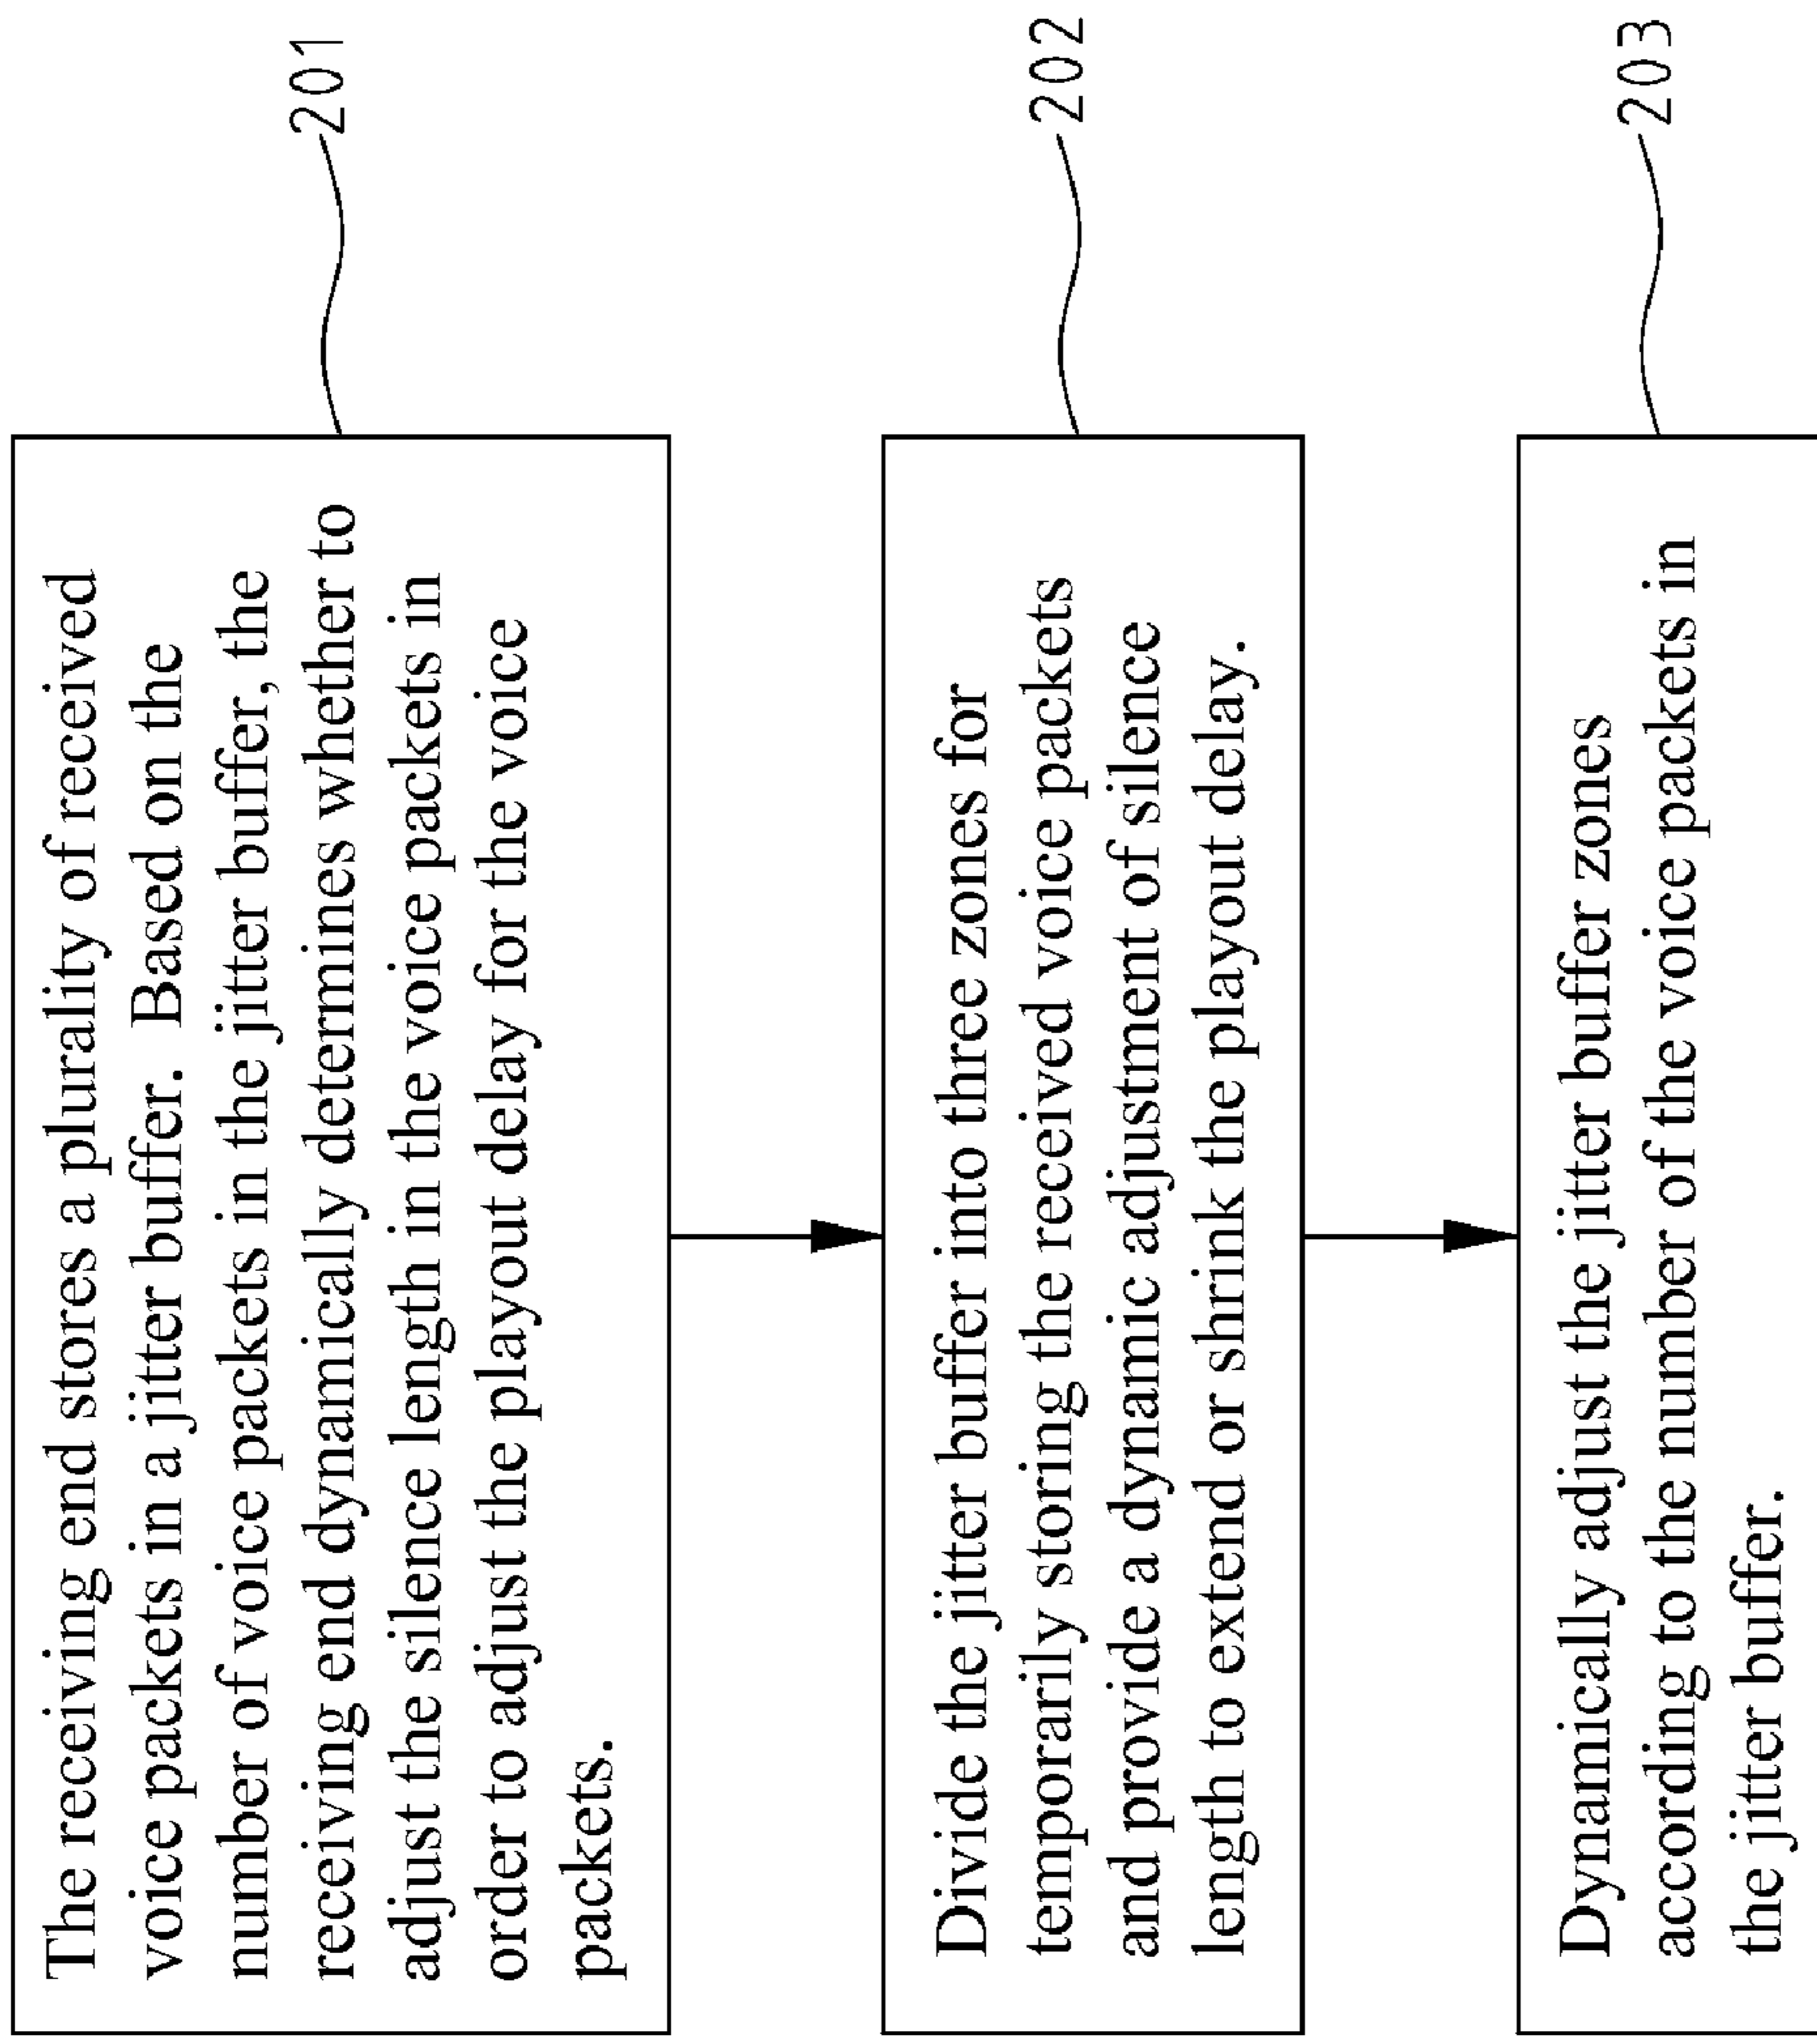 The receiving end stores a plurality of received
voice packets in a jitter buffer. Based on the
number of voice packets in the jitter buffer, the
receiving end dynamically determines whether to
adjust the silence length in the voice packets in
order to adjust the playout delay for the voice
packets.
201
Divide the jitter buffer into three zones for
temporarily storing the received voice packets
and provide a dynamic adjustment of silence
length to extend or shrink the playout delay.
202
Dynamically adjust the jitter buffer zones
according to the number of the voice packets in
the jitter buffer.
203